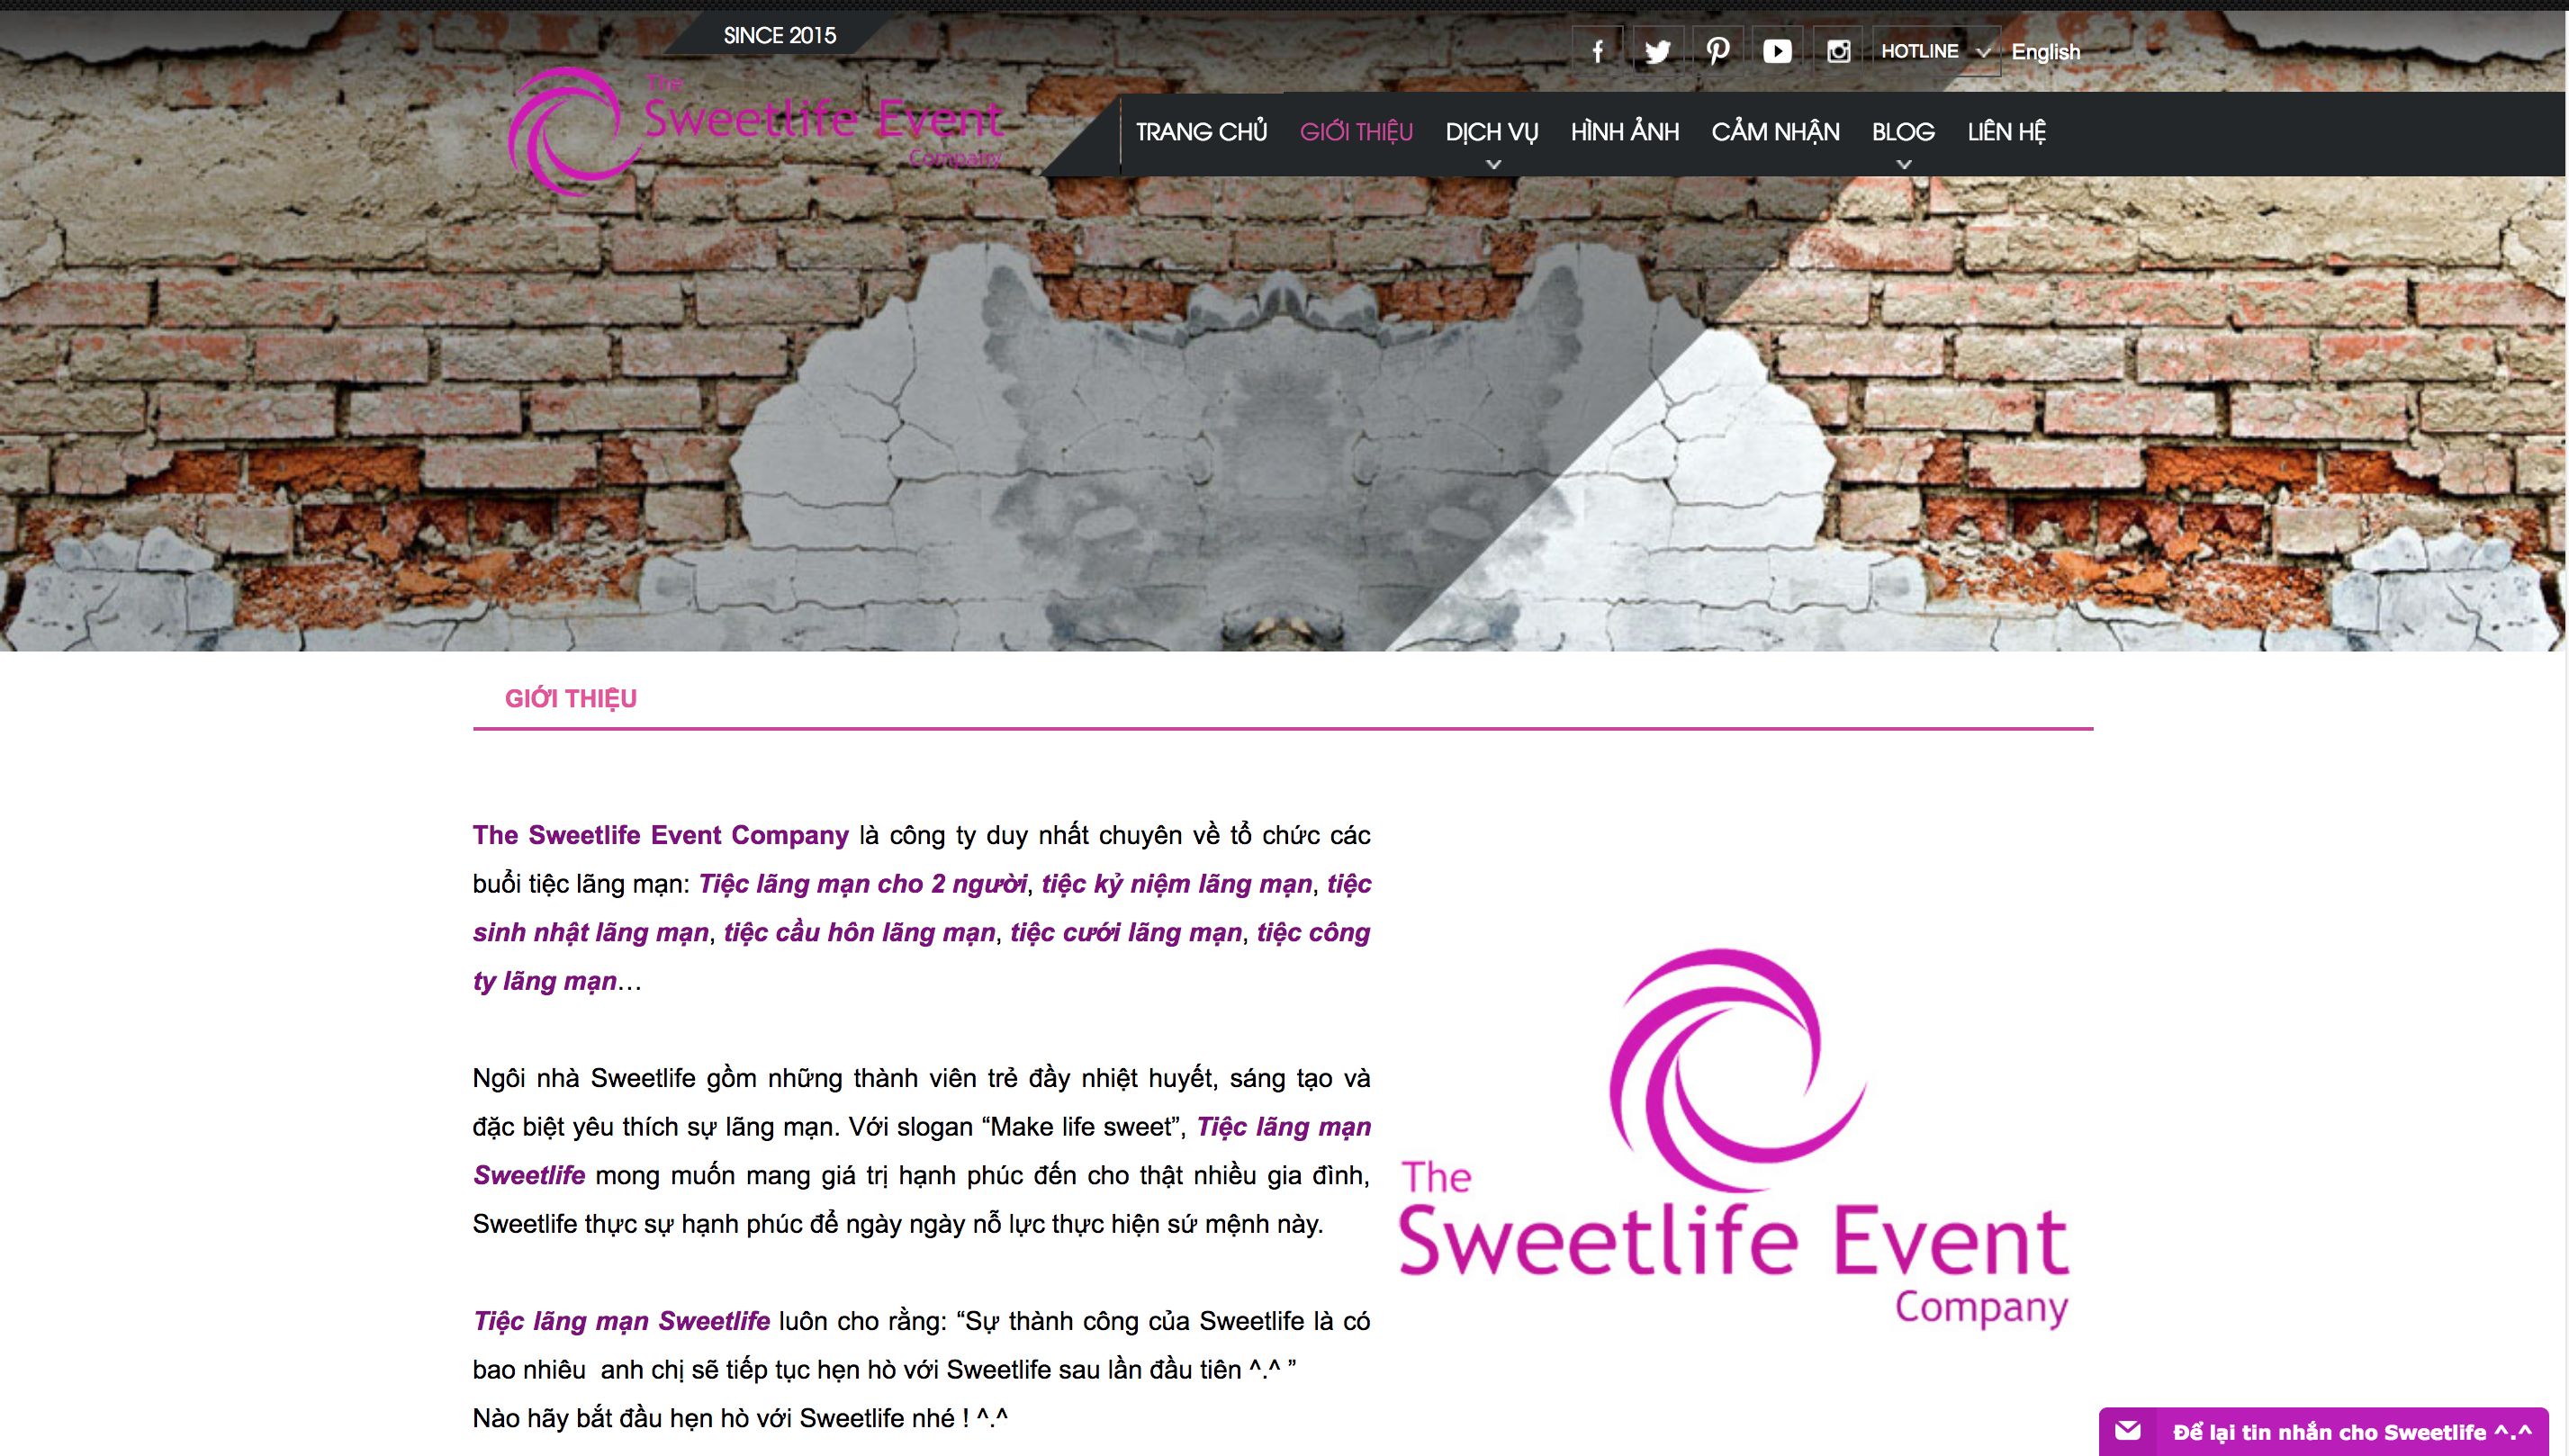 SINCE 2015
HOTLINE
English
The
Sweetlife Event
Company
TRANG CHỦ
GIỚI THIỆU
DỊCH VỤ
HÌNH ẢNH
CẢM NHẬN
BLOG
LIÊN HỆ
GIỚI THIỆU
The Sweetlife Event Company là công ty duy nhất chuyên về tổ chức các
buổi tiệc lãng mạn: Tiệc lãng mạn cho 2 người, tiệc kỷ niệm lãng mạn, tiệc
sinh nhật lãng mạn, tiệc cầu hôn lãng mạn, tiệc cưới lãng mạn, tiệc công
ty lãng mạn…
Ngôi nhà Sweetlife gồm những thành viên trẻ đầy nhiệt huyết, sáng tạo và
đặc biệt yêu thích sự lãng mạn. Với slogan “Make life sweet”, Tiệc lãng mạn
Sweetlife mong muốn mang giá trị hạnh phúc đến cho thật nhiều gia đình,
Sweetlife thực sự hạnh phúc để ngày ngày nỗ lực thực hiện sứ mệnh này.
Tiệc lãng mạn Sweetlife luôn cho rằng: “Sự thành công của Sweetlife là có
bao nhiêu  anh chị sẽ tiếp tục hẹn hò với Sweetlife sau lần đầu tiên ^.^ ”
Nào hãy bắt đầu hẹn hò với Sweetlife nhé ! ^.^
The
Sweetlife Event
Company
Để lại tin nhắn cho Sweetlife ^.^